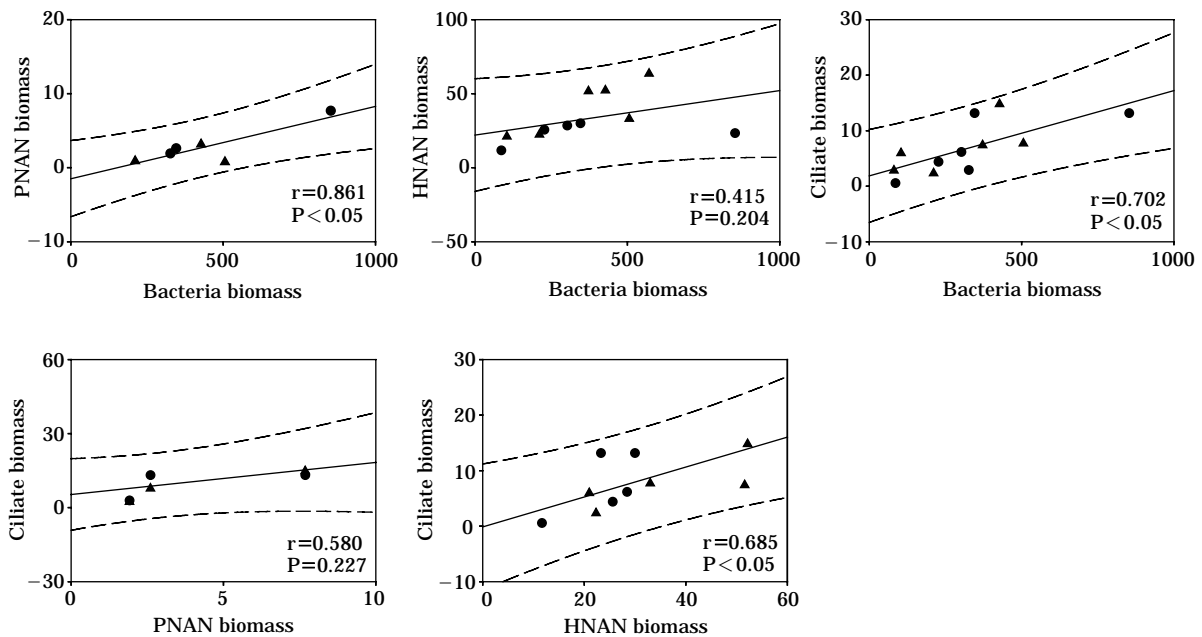 20
10
0
−10
PNAN biomass
r=0.861
P<0.05
0
500
1000
Bacteria biomass
100
50
0
−50
HNAN biomass
r=0.415
P=0.204
0
500
1000
Bacteria biomass
30
20
10
0
−10
Ciliate biomass
r=0.702
P<0.05
0
500
1000
Bacteria biomass
60
30
0
−30
Ciliate biomass
r=0.580
P=0.227
0
5
10
PNAN biomass
30
20
10
0
−10
Ciliate biomass
r=0.685
P<0.05
0
20
40
60
HNAN biomass